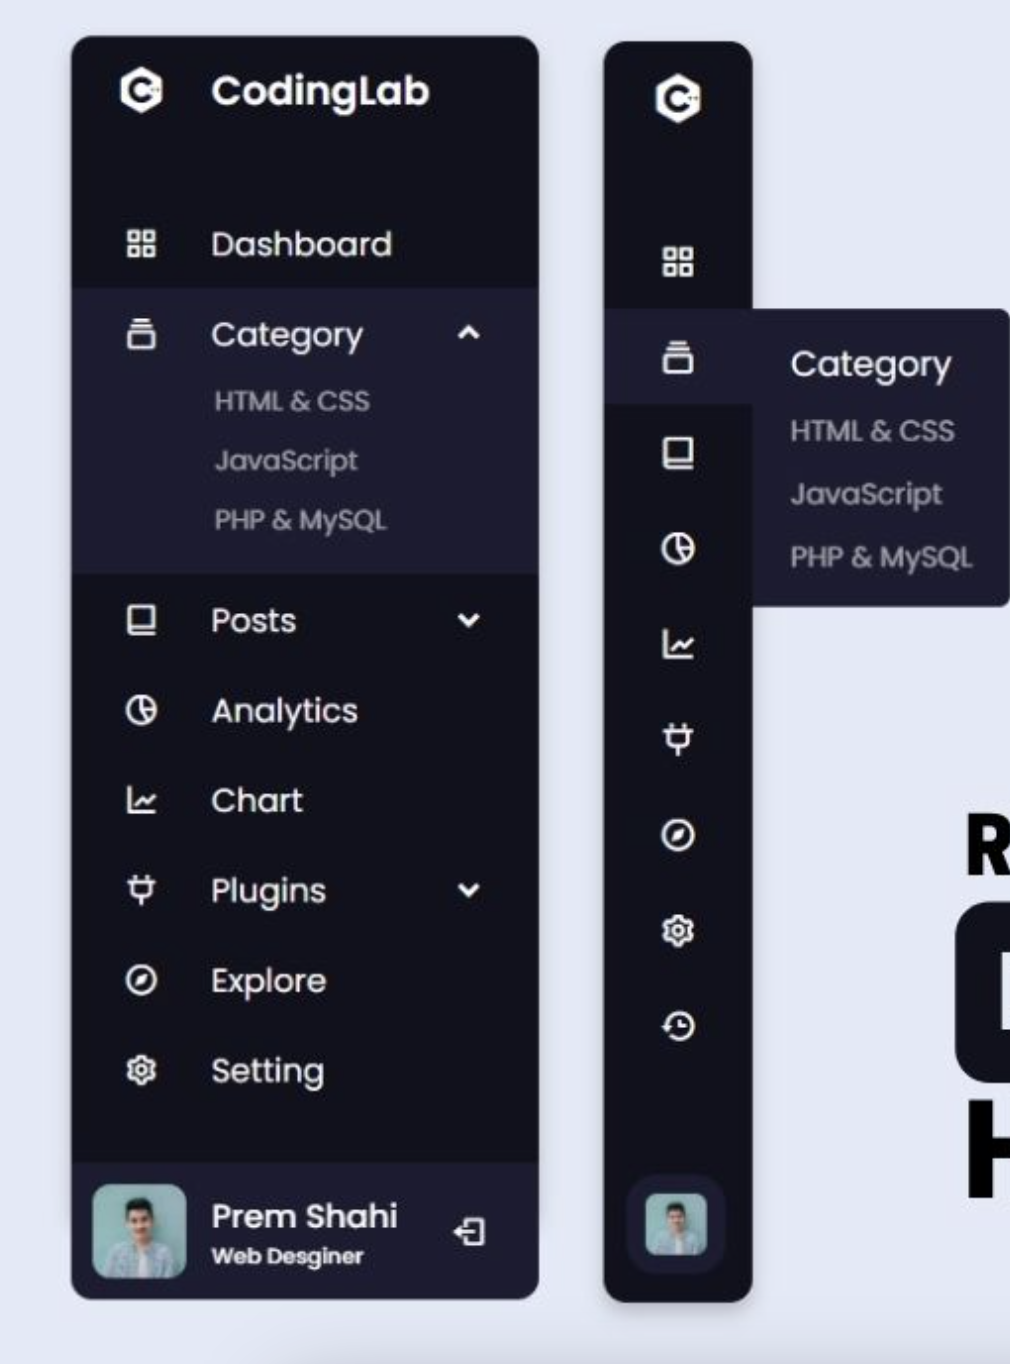 CodingLab
Dashboard
Category
HTML & CSS
JavaScript
PHP & MySQL
Posts
Analytics
Chart
Plugins
Explore
Setting
Prem Shahi
Web Desginer
C++
Category
HTML & CSS
JavaScript
PHP & MySQL
R
H